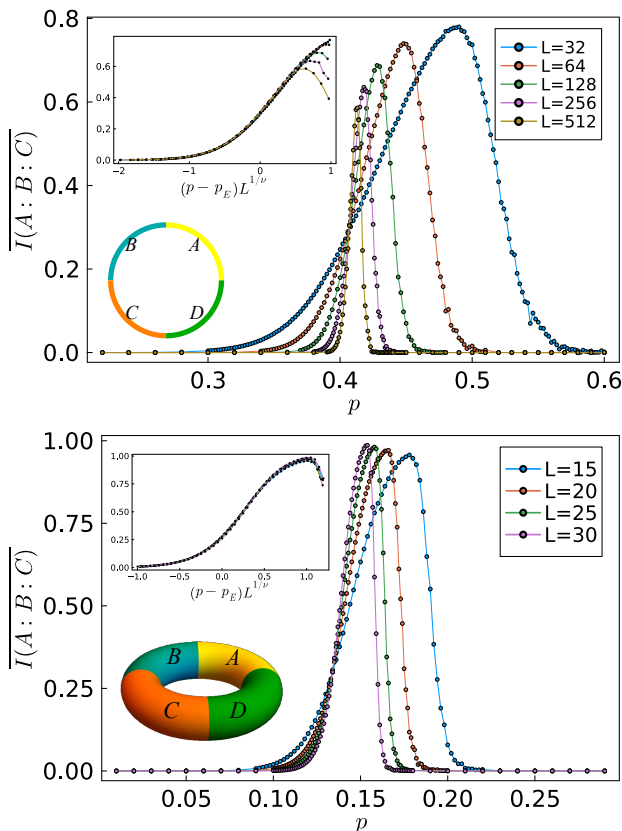 0.8
0.6
0.4
0.2
0.0
I(A : B : C)
0.6
0.4
0.2
0.0
-2
-1
0
1
(p − p_E)L^{1/ν}
L=32
L=64
L=128
L=256
L=512
B
A
C
D
0.3
0.4
0.5
0.6
p
1.00
0.75
0.50
0.25
0.00
I(A : B : C)
1.00
0.75
0.50
0.25
0.00
-1.0
-0.5
0.0
0.5
1.0
(p − p_E)L^{1/ν}
L=15
L=20
L=25
L=30
B
A
C
D
0.05
0.10
0.15
0.20
0.25
p